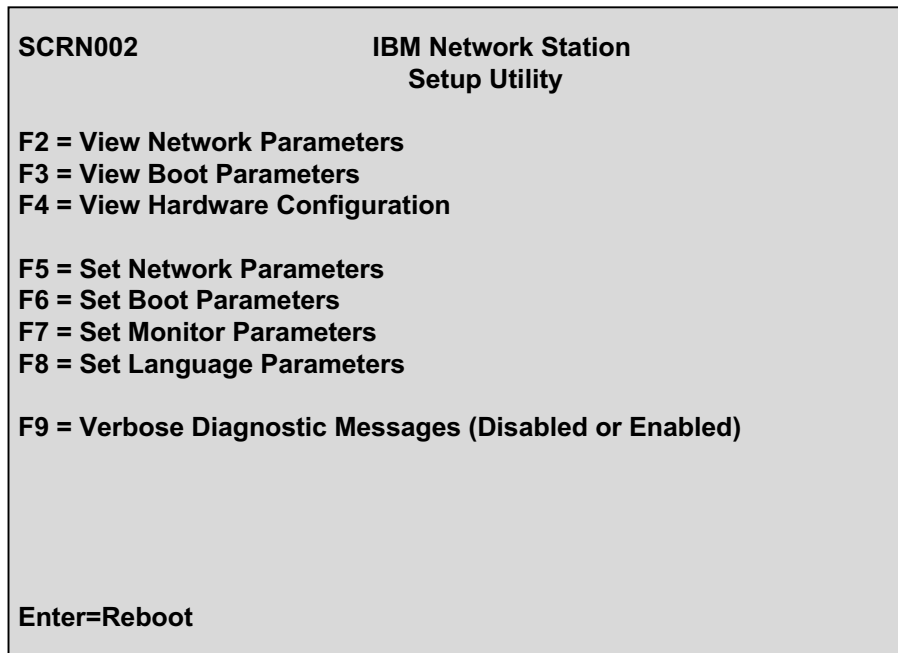 SCRN002 IBM Network Station
Setup Utility
F2 = View Network Parameters
F3 = View Boot Parameters
F4 = View Hardware Configuration
F5 = Set Network Parameters
F6 = Set Boot Parameters
F7 = Set Monitor Parameters
F8 = Set Language Parameters
F9 = Verbose Diagnostic Messages (Disabled or Enabled)
Enter=Reboot